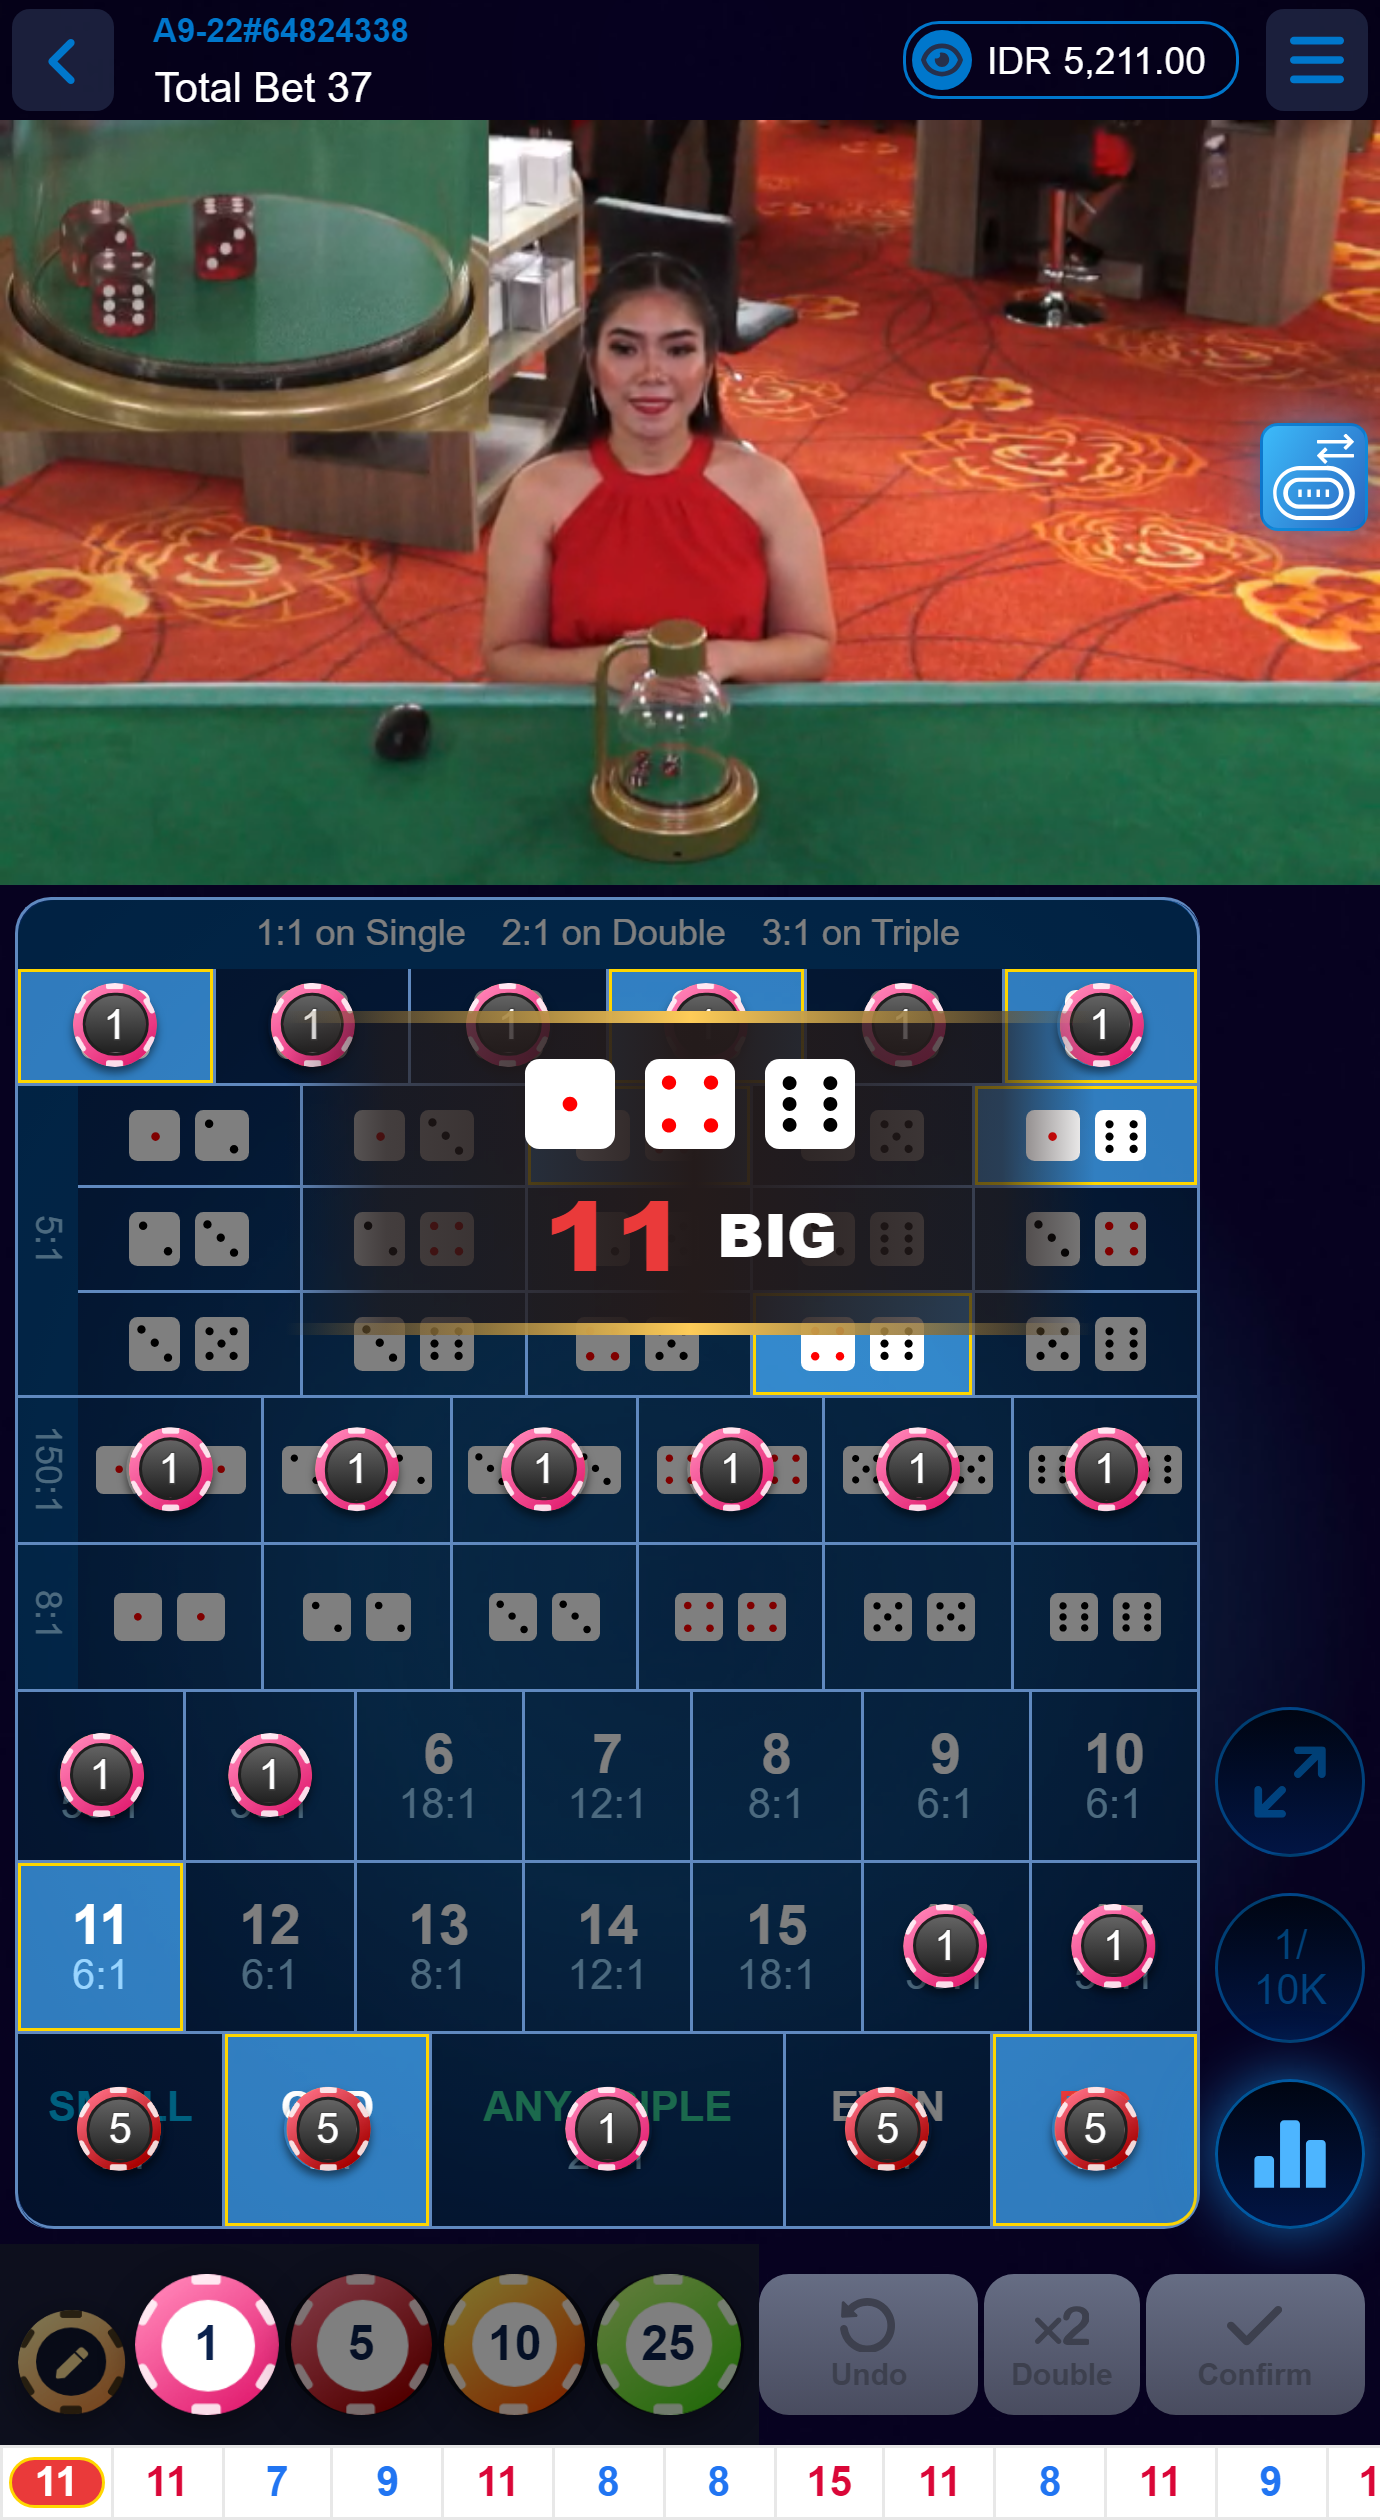 A9-22#64824338
Total Bet 37
IDR 5,211.00
1:1 on Single 2:1 on Double 3:1 on Triple
1 1 1
11 BIG
5:1
150:1
1 1 1 1 1 1
8:1
1 1 6 7 8 9 10
18:1 12:1 8:1 6:1 6:1
11 12 13 14 15 1 1
6:1 6:1 8:1 12:1 18:1
1/
10K
5 5 1 5 5
1 5 10 25
Undo
x2
Double
Confirm
11 11 7 9 11 8 8 15 11 8 11 9